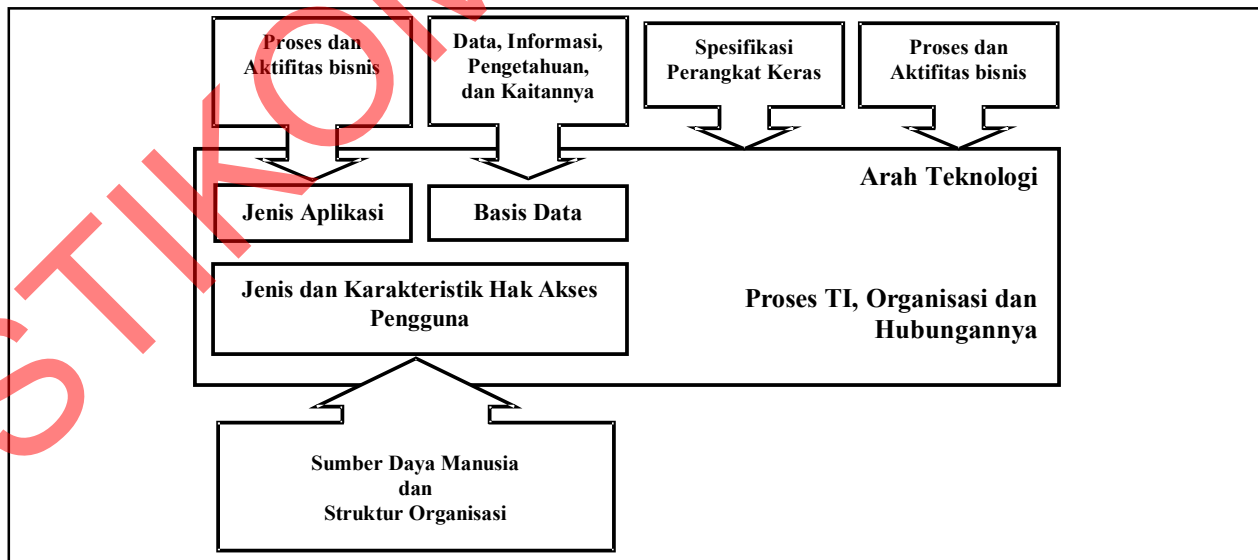 Proses dan
Aktifitas bisnis
Data, Informasi,
Pengetahuan,
dan Kaitannya
Spesifikasi
Perangkat Keras
Proses dan
Aktifitas bisnis
Arah Teknologi
Jenis Aplikasi
Basis Data
Jenis dan Karakteristik Hak Akses
Pengguna
Proses TI, Organisasi dan
Hubungannya
Sumber Daya Manusia
dan
Struktur Organisasi
STIKOM